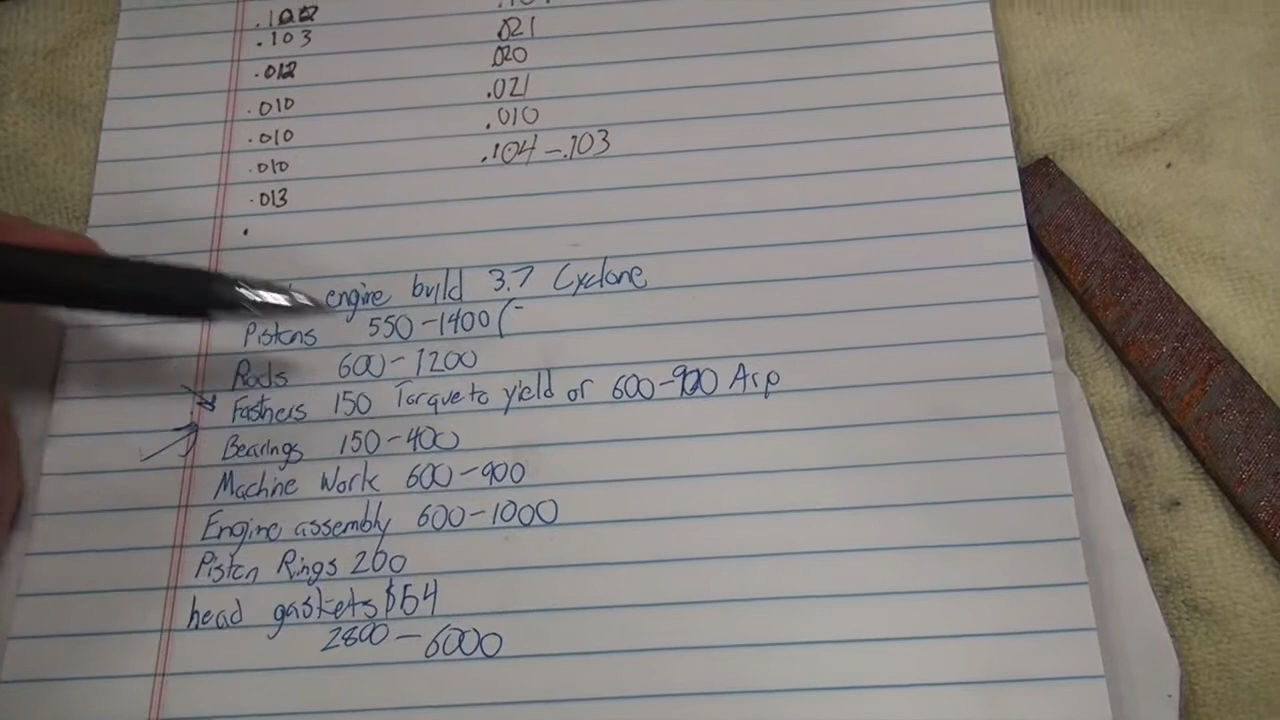 .100
.103 .021
.012 .020
.010 .021
.010 .010
.010 .104 - .103
.013
.
engine build 3.7 Cyclone
Pistons 550-1400 (-
Rods 600-1200
Fastners 150 Torque to yield or 600-900 Arp
Bearings 150-400
Machine Work 600-900
Engine assembly 600-1000
Piston Rings 200
head gaskets $54
2800-6000